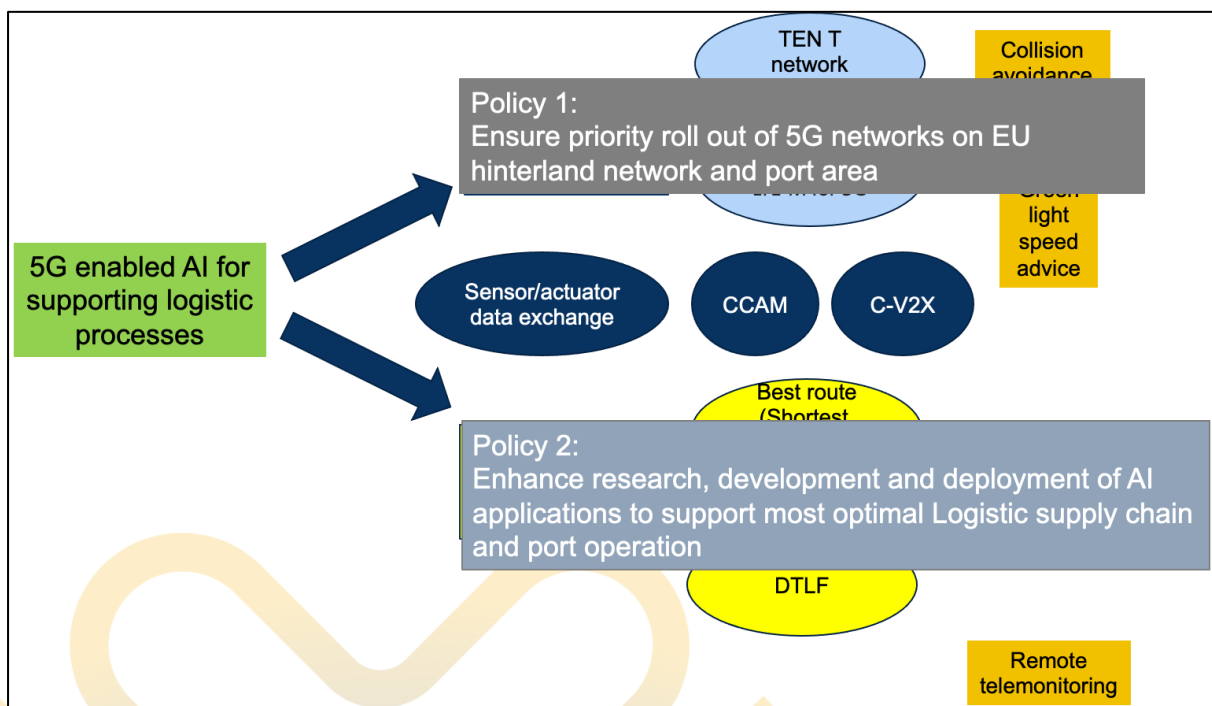 TEN T
network
Collision
avoidance
Policy 1:
Ensure priority roll out of 5G networks on EU
hinterland network and port area
Green
light
speed
advice
5G enabled AI for
supporting logistic
processes
Sensor/actuator
data exchange
CCAM
C-V2X
Best route
(Shortest
Policy 2:
Enhance research, development and deployment of AI
applications to support most optimal Logistic supply chain
and port operation
DTLF
Remote
telemonitoring